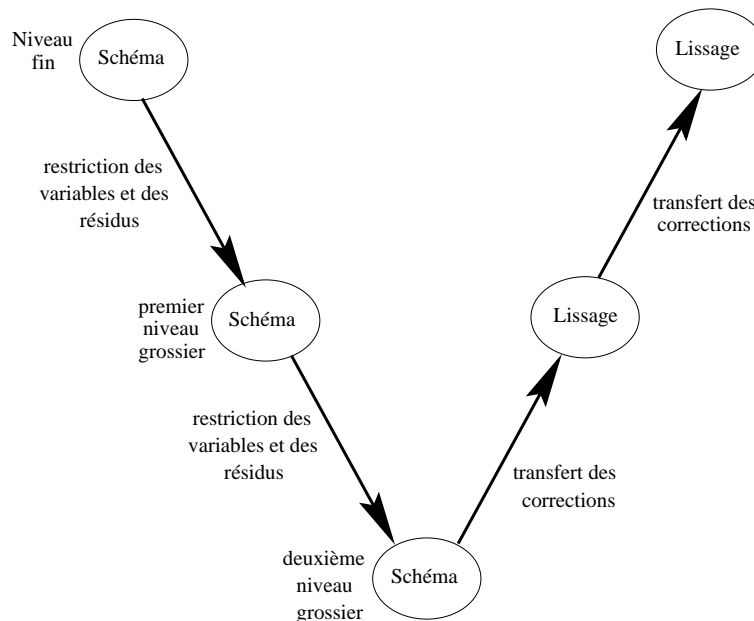 Niveau
fin
Schéma
Lissage
restriction des
variables et des
résidus
transfert des
corrections
premier
niveau
grossier
Schéma
Lissage
restriction des
variables et des
résidus
transfert des
corrections
deuxième
niveau
grossier
Schéma